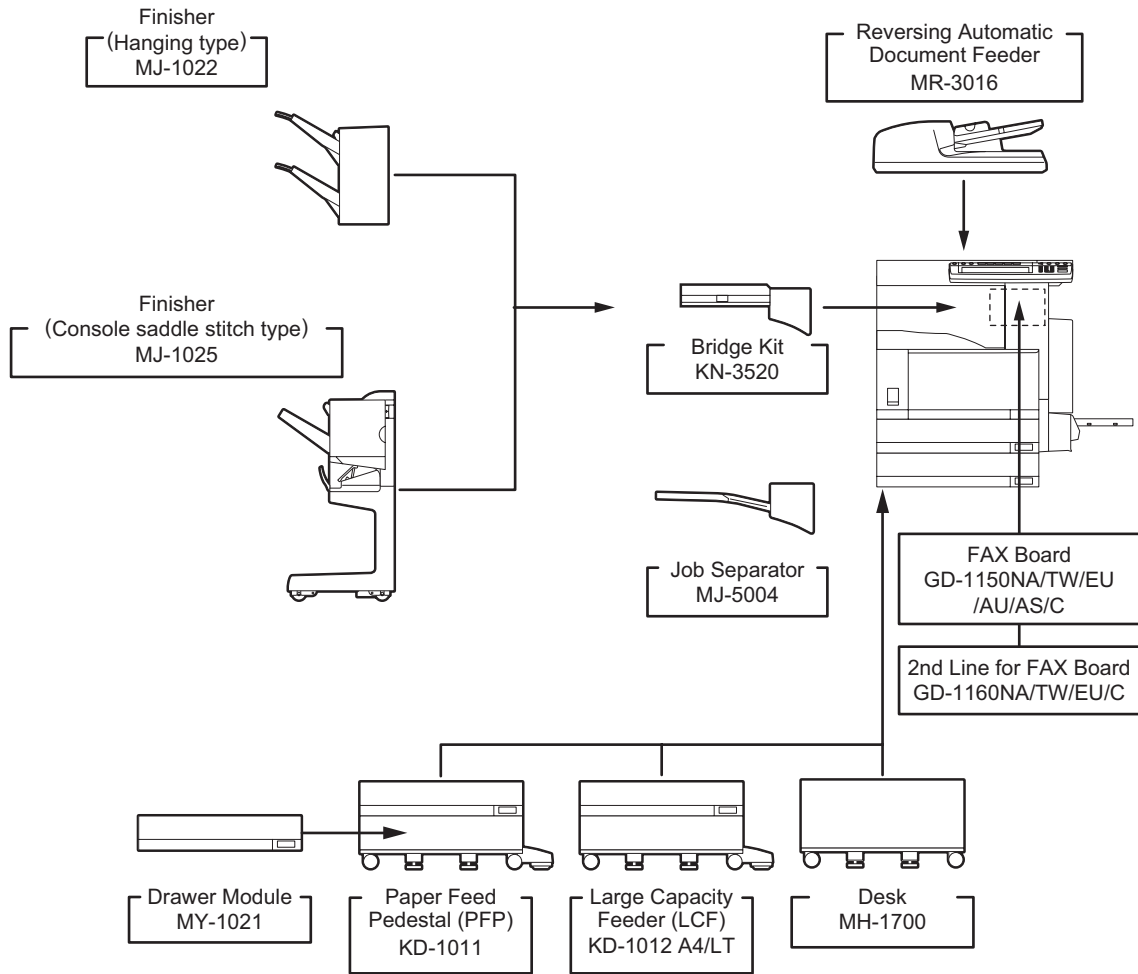 Finisher
(Hanging type)
MJ-1022
Reversing Automatic
Document Feeder
MR-3016
Finisher
(Console saddle stitch type)
MJ-1025
Bridge Kit
KN-3520
Job Separator
MJ-5004
FAX Board
GD-1150NA/TW/EU
/AU/AS/C
2nd Line for FAX Board
GD-1160NA/TW/EU/C
Drawer Module
MY-1021
Paper Feed
Pedestal (PFP)
KD-1011
Large Capacity
Feeder (LCF)
KD-1012 A4/LT
Desk
MH-1700